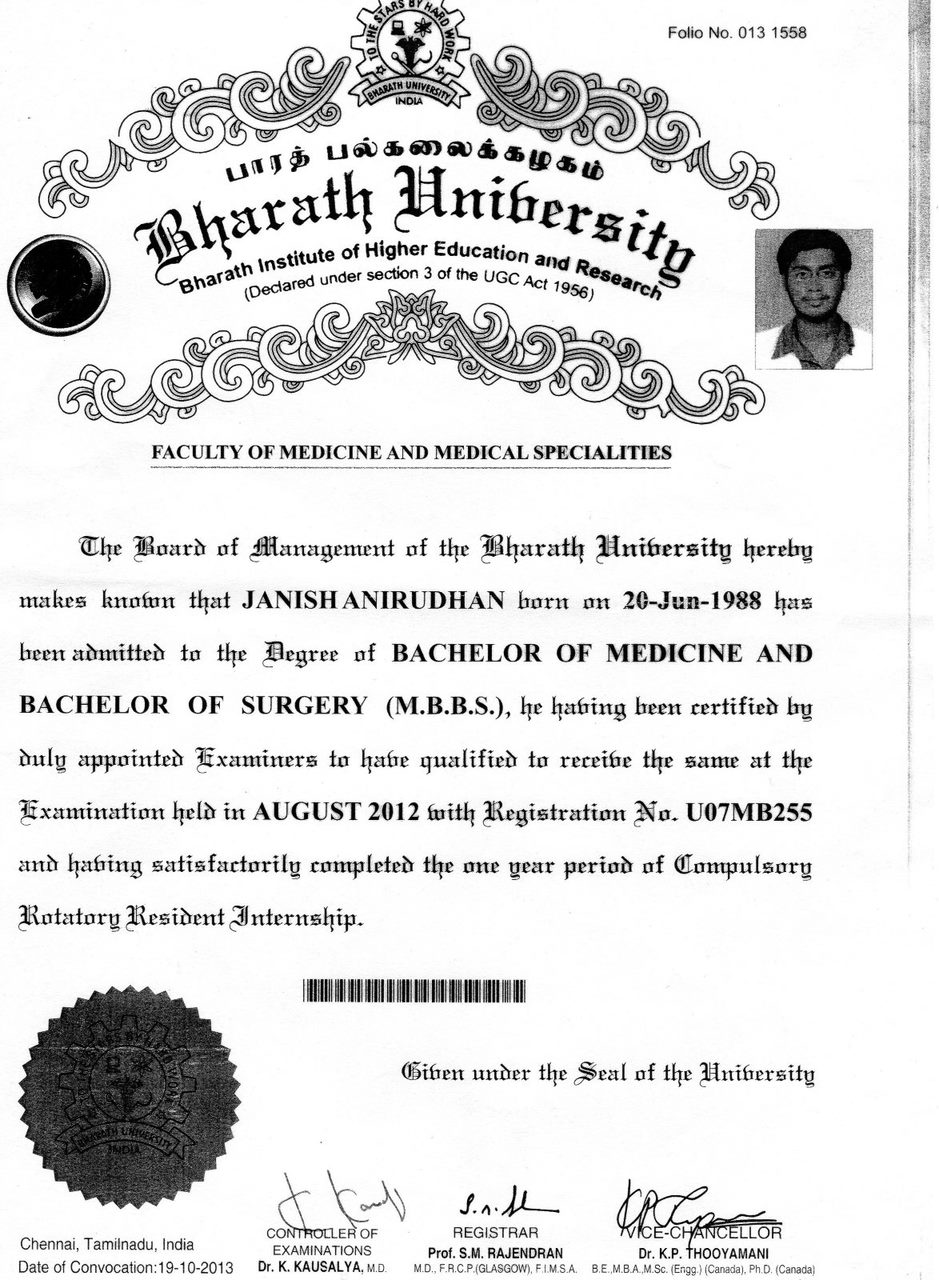 Folio No. 013 1558
TO THE STARS BY HARD WORK
BHARATH UNIVERSITY
INDIA
பாரத் பல்கலைக்கழகம்
Bharath University
Bharath Institute of Higher Education and Research
(Declared under section 3 of the UGC Act 1956)
FACULTY OF MEDICINE AND MEDICAL SPECIALITIES
The Board of Management of the Bharath University hereby
makes known that JANISH ANIRUDHAN born on 20-Jun-1988 has
been admitted to the Degree of BACHELOR OF MEDICINE AND
BACHELOR OF SURGERY (M.B.B.S.), he having been certified by
duly appointed Examiners to have qualified to receive the same at the
Examination held in AUGUST 2012 with Registration No. U07MB255
and having satisfactorily completed the one year period of Compulsory
Rotatory Resident Internship.
THE STARS BY HARD WORK
BHARATH UNIVERSITY
INDIA
Given under the Seal of the University
CONTROLLER OF
EXAMINATIONS
Dr. K. KAUSALYA, M.D.
REGISTRAR
Prof. S.M. RAJENDRAN
M.D., F.R.C.P.(GLASGOW), F.I.M.S.A.
VICE-CHANCELLOR
Dr. K.P. THOOYAMANI
B.E.,M.B.A.,M.Sc. (Engg.) (Canada), Ph.D. (Canada)
Chennai, Tamilnadu, India
Date of Convocation:19-10-2013